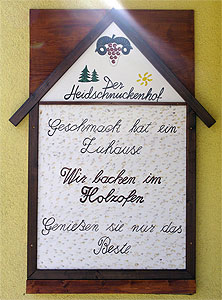 Der
Heidschnuckenhof
Geschmack hat ein
Zuhause
Wir backen im
Holzofen
Genießen sie nur das
Beste